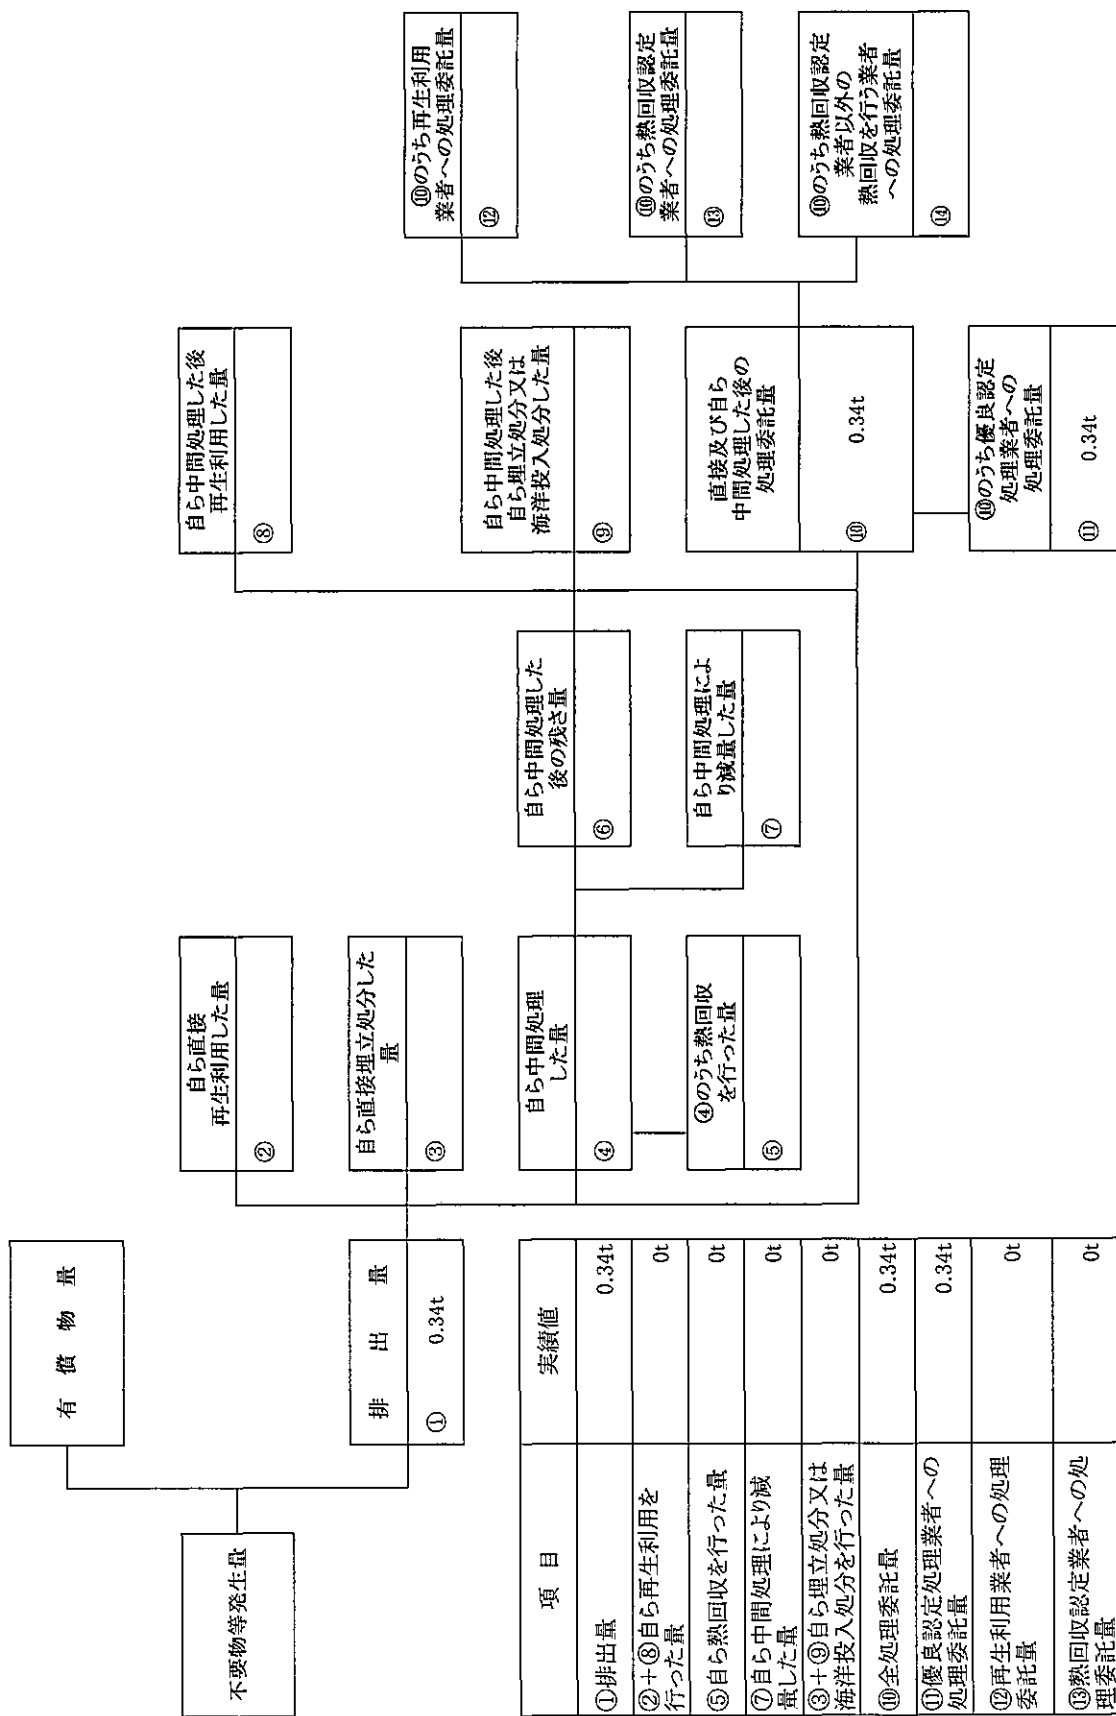 有償物量
不要物等発生量
排出量
① 0.34t
自ら直接
再生利用した量
②
自ら直接埋立処分した
量
③
自ら中間処理
した量
④
④のうち熱回収
を行った量
⑤
自ら中間処理した
後の残さ量
⑥
自ら中間処理によ
り減量した量
⑦
自ら中間処理した後
再生利用した量
⑧
自ら中間処理した後
自ら埋立処分又は
海洋投入処分した量
⑨
直接及び自ら
中間処理した後の
処理委託量
⑩ 0.34t
⑩のうち優良認定
処理業者への
処理委託量
⑪ 0.34t
⑩のうち再生利用
業者への処理委託量
⑫
⑩のうち熱回収認定
業者への処理委託量
⑬
⑩のうち熱回収認定
業者以外の
熱回収を行う業者
への処理委託量
⑭
項目 実績値
①排出量 0.34t
②+⑧自ら再生利用を
行った量 0t
⑤自ら熱回収を行った量 0t
⑦自ら中間処理により減
量した量 0t
③+⑨自ら埋立処分又は
海洋投入処分を行った量 0t
⑩全処理委託量 0.34t
⑪優良認定処理業者への
処理委託量 0.34t
⑫再生利用業者への処理
委託量 0t
⑬熱回収認定業者への処
理委託量 0t